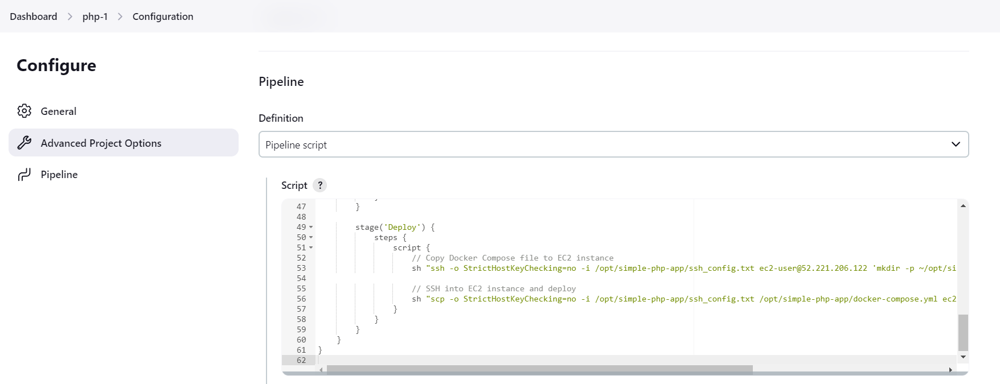 Dashboard > php-1 > Configuration
Configure
General
Advanced Project Options
Pipeline
Pipeline
Definition
Pipeline script
Script ?
47 }
48
49 stage('Deploy') {
50 steps {
51 script {
52 // Copy Docker Compose file to EC2 instance
53 sh "ssh -o StrictHostKeyChecking=no -i /opt/simple-php-app/ssh_config.txt ec2-user@52.221.206.122 'mkdir -p ~/opt/si
54
55 // SSH into EC2 instance and deploy
56 sh "scp -o StrictHostKeyChecking=no -i /opt/simple-php-app/ssh_config.txt /opt/simple-php-app/docker-compose.yml ec2
57 }
58 }
59 }
60 }
61 }
62